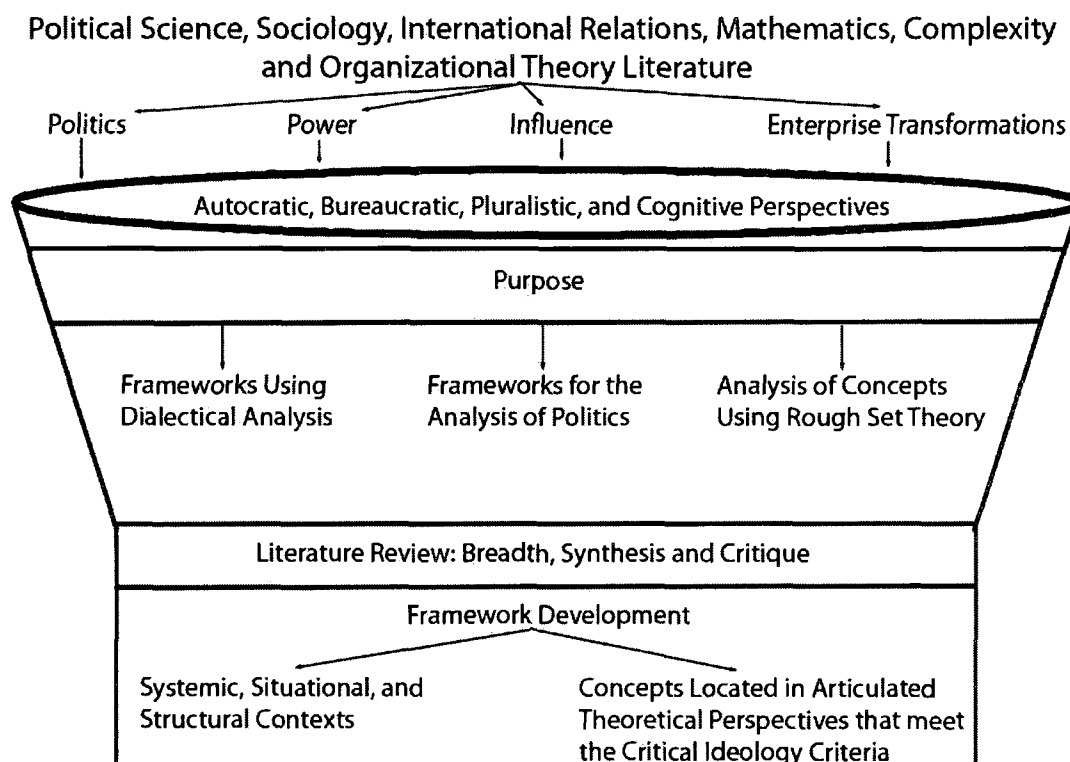 Political Science, Sociology, International Relations, Mathematics, Complexity
and Organizational Theory Literature
Politics
Power
Influence
Enterprise Transformations
Autocratic, Bureaucratic, Pluralistic, and Cognitive Perspectives
Purpose
Frameworks Using
Dialectical Analysis
Frameworks for the
Analysis of Politics
Analysis of Concepts
Using Rough Set Theory
Literature Review: Breadth, Synthesis and Critique
Framework Development
Systemic, Situational, and
Structural Contexts
Concepts Located in Articulated
Theoretical Perspectives that meet
the Critical Ideology Criteria